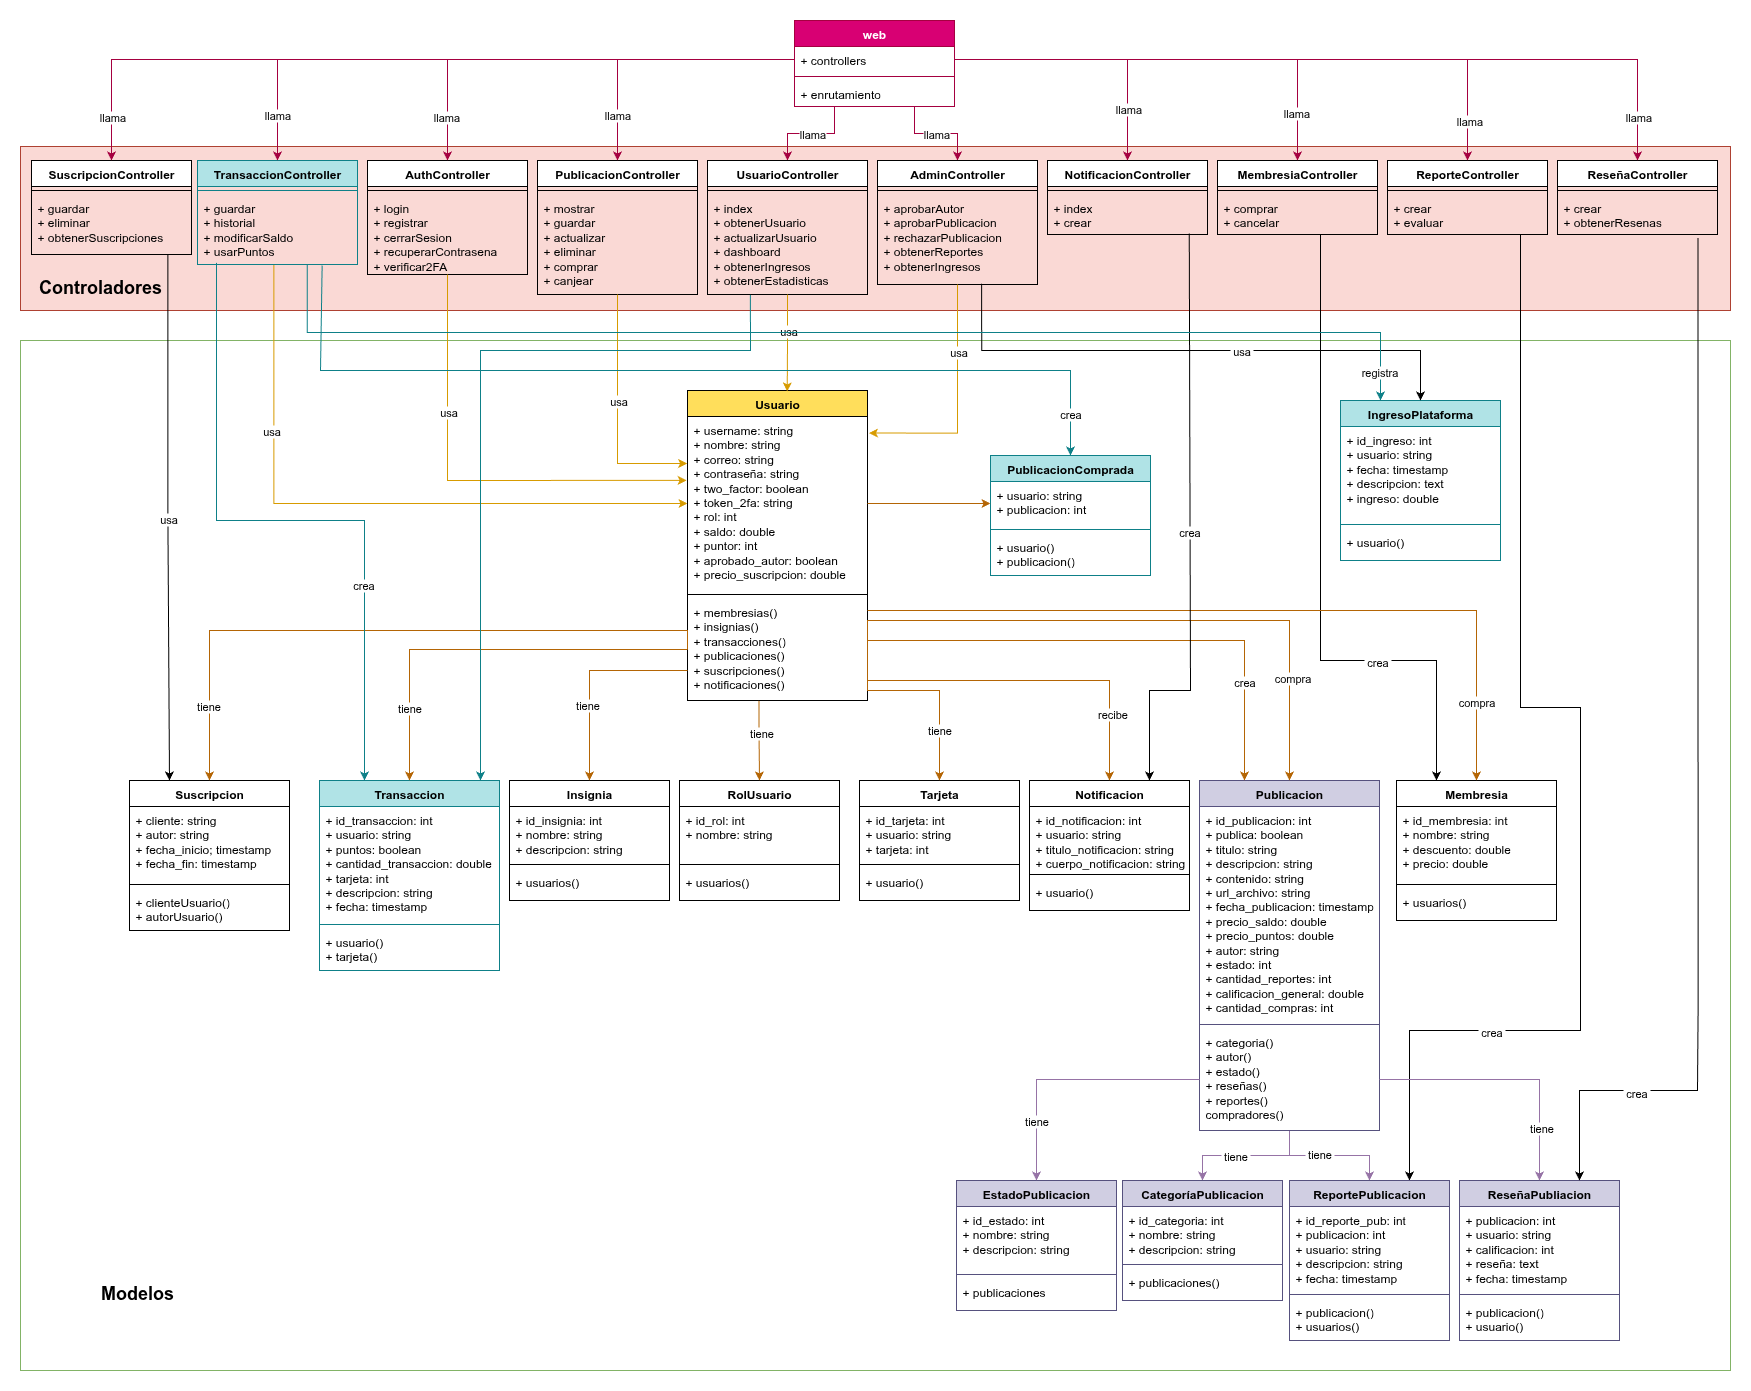 web
+ controllers
+ enrutamiento
llama
llama
llama
llama
llama
llama
llama
llama
llama
llama
SuscripcionController
+ guardar
+ eliminar
+ obtenerSuscripciones
TransaccionController
+ guardar
+ historial
+ modificarSaldo
+ usarPuntos
AuthController
+ login
+ registrar
+ cerrarSesion
+ recuperarContrasena
+ verificar2FA
PublicacionController
+ mostrar
+ guardar
+ actualizar
+ eliminar
+ comprar
+ canjear
UsuarioController
+ index
+ obtenerUsuario
+ actualizarUsuario
+ dashboard
+ obtenerIngresos
+ obtenerEstadisticas
AdminController
+ aprobarAutor
+ aprobarPublicacion
+ rechazarPublicacion
+ obtenerReportes
+ obtenerIngresos
NotificacionController
+ index
+ crear
MembresiaController
+ comprar
+ cancelar
ReporteController
+ crear
+ evaluar
ReseñaController
+ crear
+ obtenerResenas
Controladores
usa
usa
usa
registra
usa
usa
crea
usa
usa
crea
usa
crea
Usuario
+ username: string
+ nombre: string
+ correo: string
+ contraseña: string
+ two_factor: boolean
+ token_2fa: string
+ rol: int
+ saldo: double
+ puntor: int
+ aprobado_autor: boolean
+ precio_suscripcion: double
+ membresias()
+ insignias()
+ transacciones()
+ publicaciones()
+ suscripciones()
+ notificaciones()
PublicacionComprada
+ usuario: string
+ publicacion: int
+ usuario()
+ publicacion()
IngresoPlataforma
+ id_ingreso: int
+ usuario: string
+ fecha: timestamp
+ descripcion: text
+ ingreso: double
+ usuario()
tiene
tiene
tiene
tiene
tiene
recibe
crea
compra
crea
compra
Suscripcion
+ cliente: string
+ autor: string
+ fecha_inicio; timestamp
+ fecha_fin: timestamp
+ clienteUsuario()
+ autorUsuario()
Transaccion
+ id_transaccion: int
+ usuario: string
+ puntos: boolean
+ cantidad_transaccion: double
+ tarjeta: int
+ descripcion: string
+ fecha: timestamp
+ usuario()
+ tarjeta()
Insignia
+ id_insignia: int
+ nombre: string
+ descripcion: string
+ usuarios()
RolUsuario
+ id_rol: int
+ nombre: string
+ usuarios()
Tarjeta
+ id_tarjeta: int
+ usuario: string
+ tarjeta: int
+ usuario()
Notificacion
+ id_notificacion: int
+ usuario: string
+ titulo_notificacion: string
+ cuerpo_notificacion: string
+ usuario()
Publicacion
+ id_publicacion: int
+ publica: boolean
+ titulo: string
+ descripcion: string
+ contenido: string
+ url_archivo: string
+ fecha_publicacion: timestamp
+ precio_saldo: double
+ precio_puntos: double
+ autor: string
+ estado: int
+ cantidad_reportes: int
+ calificacion_general: double
+ cantidad_compras: int
+ categoria()
+ autor()
+ estado()
+ reseñas()
+ reportes()
compradores()
Membresia
+ id_membresia: int
+ nombre: string
+ descuento: double
+ precio: double
+ usuarios()
crea
crea
tiene
tiene
tiene
tiene
EstadoPublicacion
+ id_estado: int
+ nombre: string
+ descripcion: string
+ publicaciones
CategoríaPublicacion
+ id_categoria: int
+ nombre: string
+ descripcion: string
+ publicaciones()
ReportePublicacion
+ id_reporte_pub: int
+ publicacion: int
+ usuario: string
+ descripcion: string
+ fecha: timestamp
+ publicacion()
+ usuarios()
ReseñaPubliacion
+ publicacion: int
+ usuario: string
+ calificacion: int
+ reseña: text
+ fecha: timestamp
+ publicacion()
+ usuario()
Modelos